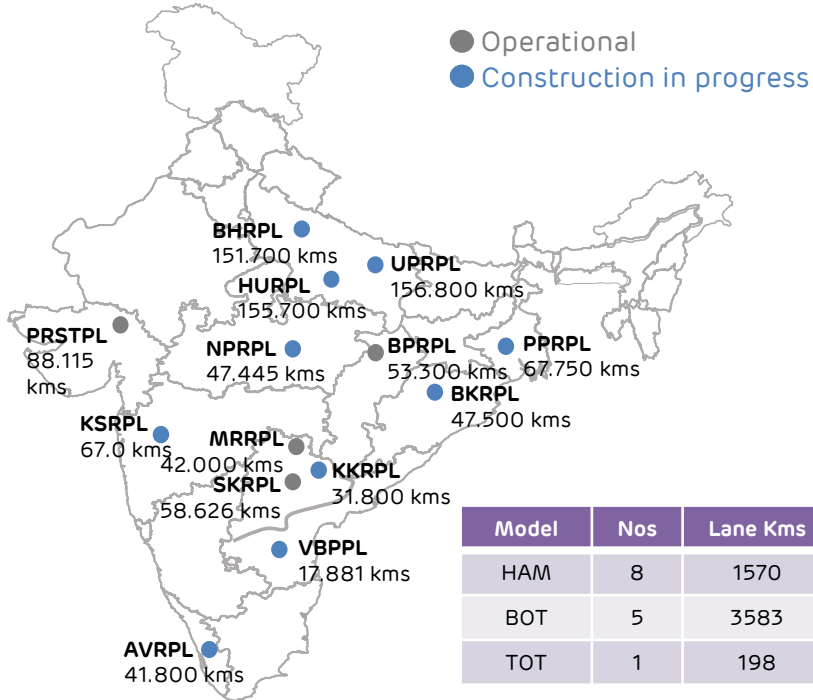 Operational
Construction in progress
BHRPL
151.700 kms
UPRPL
156.800 kms
HURPL
155.700 kms
PRSTPL
88.115
kms
NPRPL
47.445 kms
BPRPL
53.300 kms
PPRPL
67.750 kms
BKRPL
47.500 kms
KSRPL
67.0 kms
MRRPL
42.000 kms
SKRPL
58.626 kms
KKRPL
31.800 kms
VBPPL
17.881 kms
AVRPL
41.800 kms
Model Nos Lane Kms
HAM 8 1570
BOT 5 3583
TOT 1 198